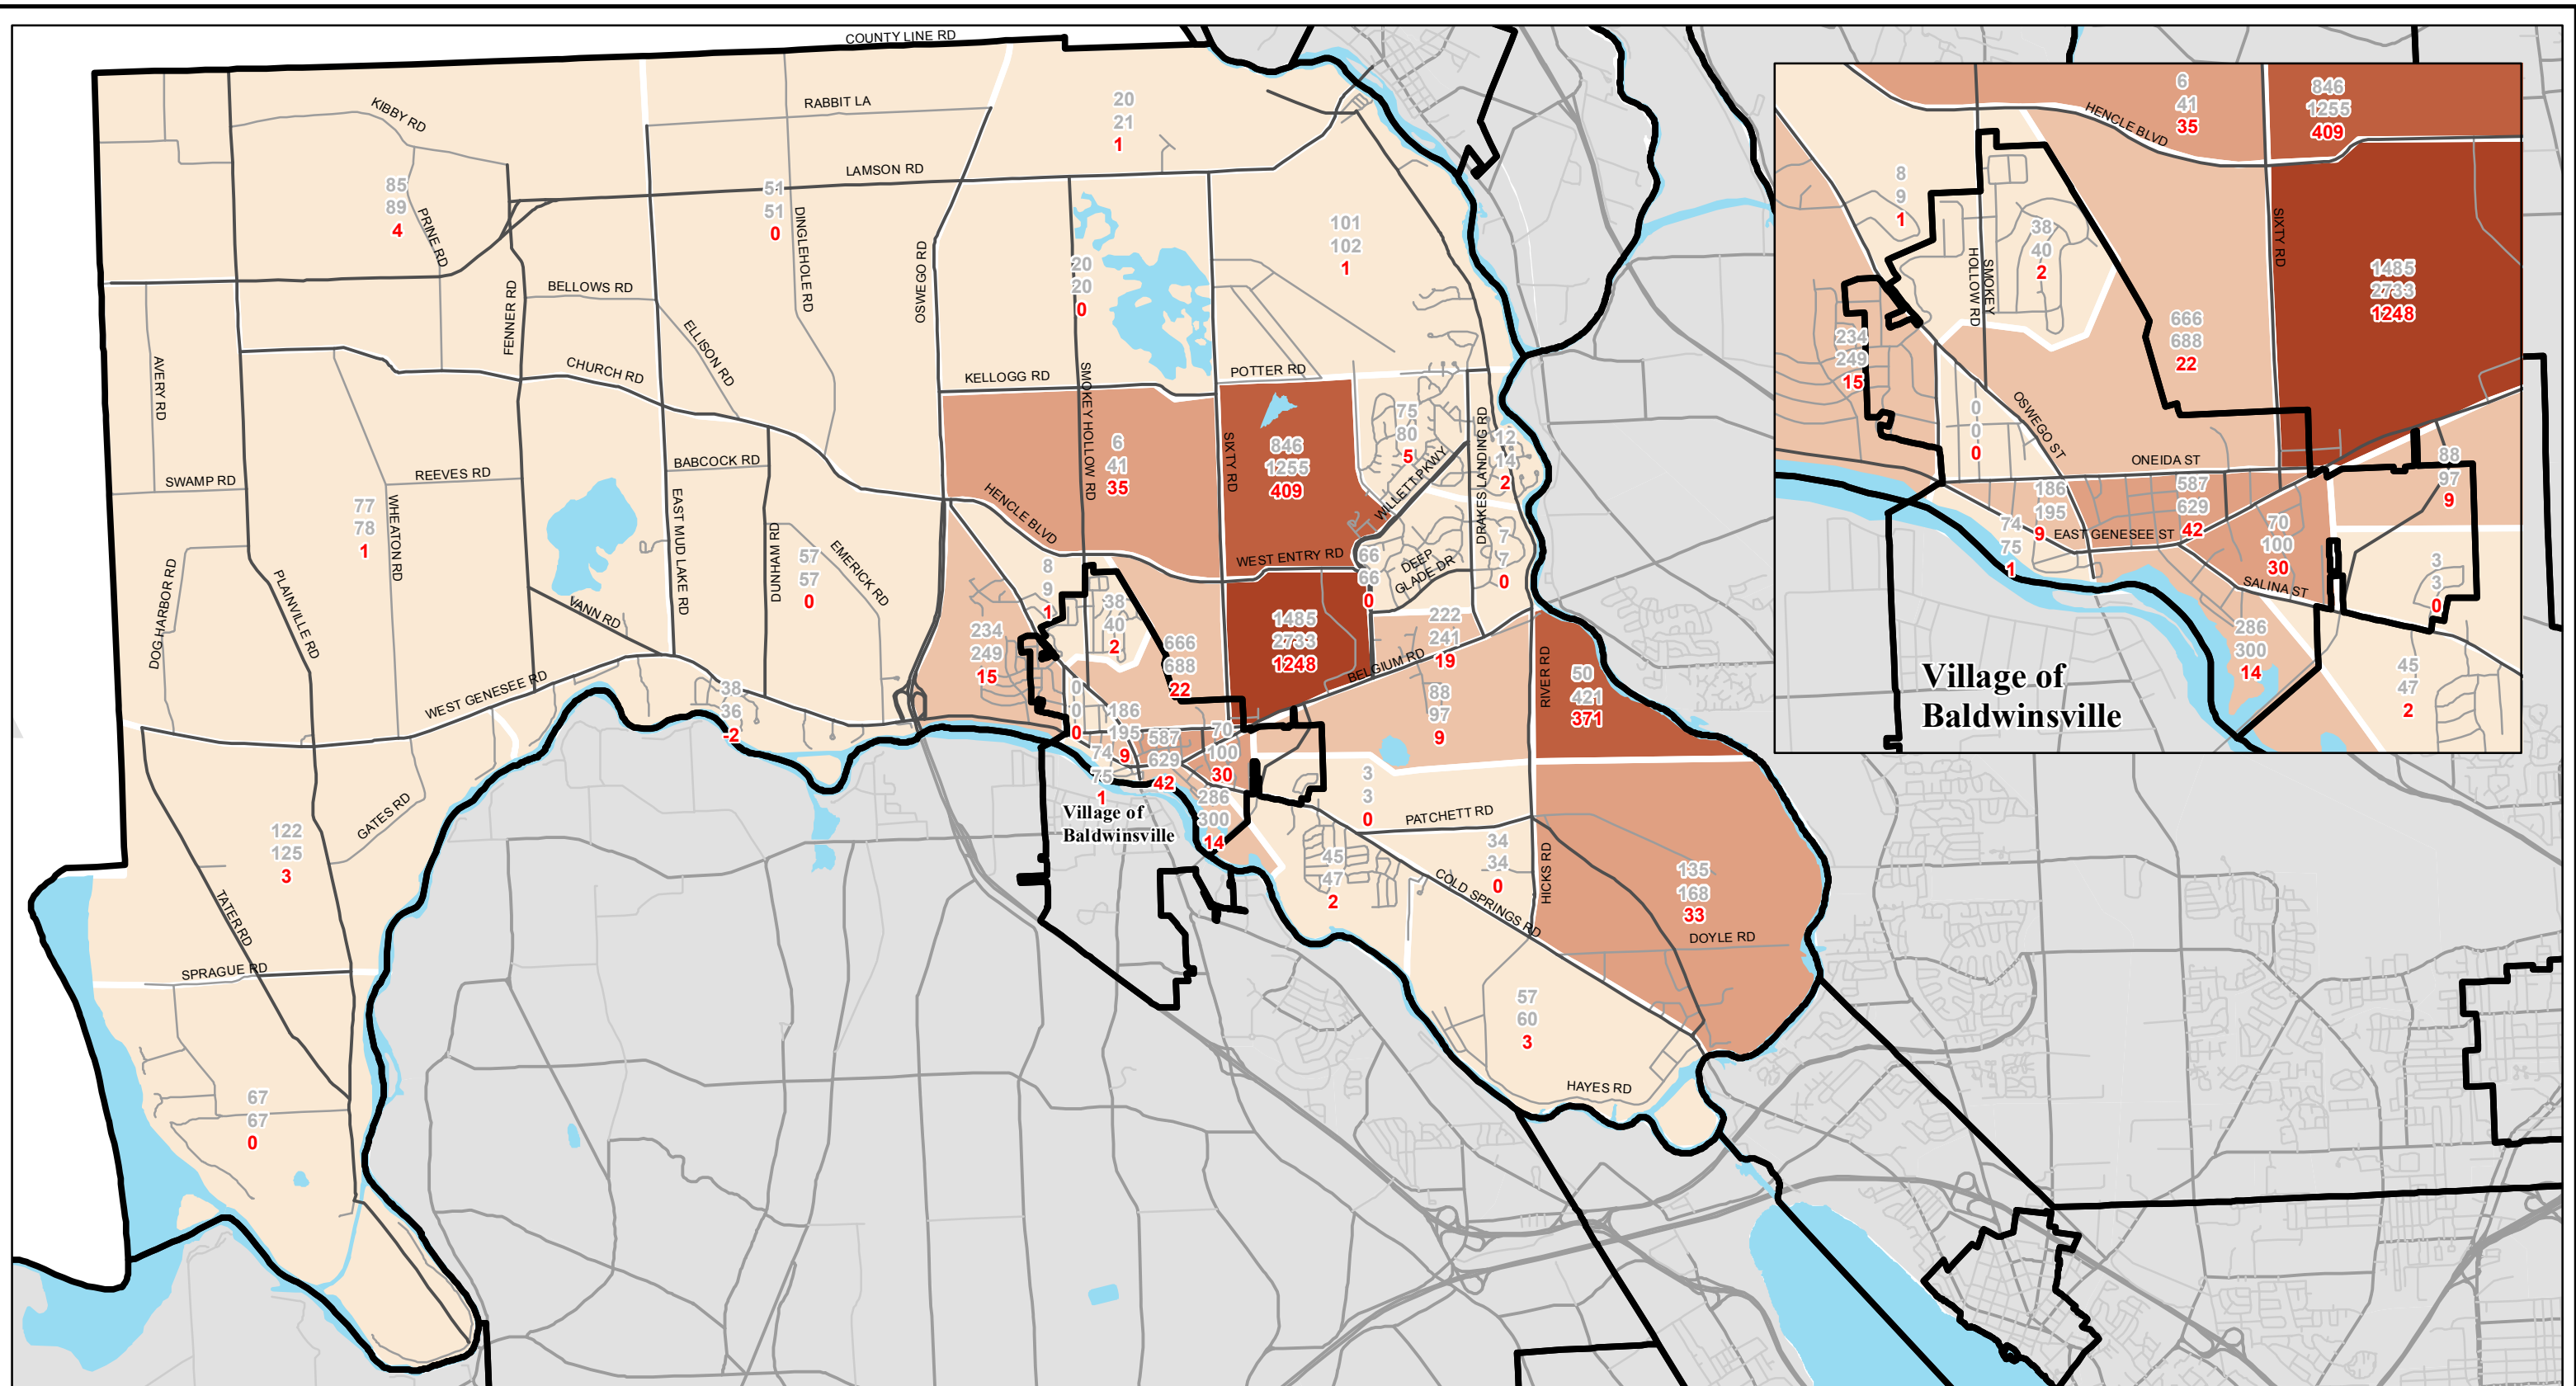 COUNTY LINE RD
KIBBY RD
RABBIT LA
20
21
1
LAMSON RD
85
89
4
PRINE RD
51
51
0
DINGLEHOLE RD
OSWEGO RD
20
20
0
101
102
1
FENNER RD
BELLOWS RD
ELLISON RD
AVERY RD
CHURCH RD
KELLOGG RD
SMOKEY HOLLOW RD
POTTER RD
SWAMP RD
REEVES RD
BABCOCK RD
77
78
1
WHEATON RD
EAST MUD LAKE RD
DUNHAM RD
57
57
0
EMERICK RD
HENCLE BLVD
6
41
35
SIXTY RD
846
1255
409
75
80
5
WILLETT PKWY
DRAKES LANDING RD
12
14
2
WEST ENTRY RD
66
66
0
DEEP
GLADE DR
7
7
0
DOG HARBOR RD
PLAINVILLE RD
VANN RD
WEST GENESEE RD
38
36
-2
234
249
15
8
9
1
38
40
2
666
688
22
1485
2733
1248
222
241
19
BELGIUM RD
RIVER RD
50
421
371
88
97
9
0
0
0
186
195
9
587
629
42
70
100
30
74
75
1
286
300
14
Village of
Baldwinsville
3
3
0
PATCHETT RD
34
34
0
45
47
2
COLD SPRINGS RD
HICKS RD
135
168
33
DOYLE RD
57
60
3
HAYES RD
122
125
3
GATES RD
TATER RD
SPRAGUE RD
67
67
0
6
41
35
HENCLE BLVD
846
1255
409
8
9
1
SMOKEY
HOLLOW RD
38
40
2
SIXTY RD
1485
2733
1248
666
688
22
234
249
15
0
0
0
OSWEGO ST
ONEIDA ST
88
97
9
186
195
9
587
629
42
EAST GENESEE ST
74
75
1
70
100
30
SALINA ST
3
3
0
286
300
14
45
47
2
Village of
Baldwinsville